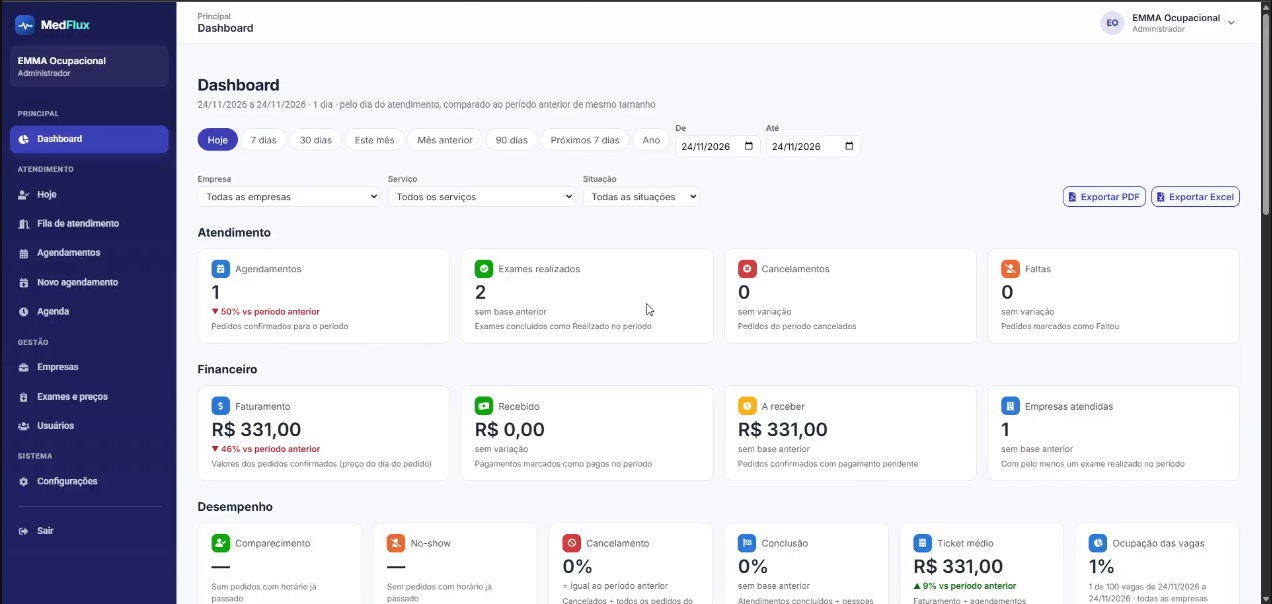 MedFlux
EMMA Ocupacional
Administrador
PRINCIPAL
Dashboard
ATENDIMENTO
Hoje
Fila de atendimento
Agendamentos
Novo agendamento
Agenda
GESTÃO
Empresas
Exames e preços
Usuários
SISTEMA
Configurações
Sair
Principal
Dashboard
EO
EMMA Ocupacional
Administrador
Dashboard
24/11/2026 a 24/11/2026 · 1 dia · pelo dia do atendimento, comparado ao período anterior de mesmo tamanho
Hoje 7 dias 30 dias Este mês Mês anterior 90 dias Próximos 7 dias Ano
De
24/11/2026
Até
24/11/2026
Empresa
Todas as empresas
Serviço
Todos os serviços
Situação
Todas as situações
Exportar PDF
Exportar Excel
Atendimento
Agendamentos
1
▼ 50% vs período anterior
Pedidos confirmados para o período
Exames realizados
2
sem base anterior
Exames concluídos como Realizado no período
Cancelamentos
0
sem variação
Pedidos do período cancelados
Faltas
0
sem variação
Pedidos marcados como Faltou
Financeiro
Faturamento
R$ 331,00
▼ 46% vs período anterior
Valores dos pedidos confirmados (preço do dia do pedido)
Recebido
R$ 0,00
sem variação
Pagamentos marcados como pagos no período
A receber
R$ 331,00
sem base anterior
Pedidos confirmados com pagamento pendente
Empresas atendidas
1
sem base anterior
Com pelo menos um exame realizado no período
Desempenho
Comparecimento
—
Sem pedidos com horário já
passado
No-show
—
Sem pedidos com horário já
passado
Cancelamento
0%
= igual ao período anterior
Cancelados ÷ todos os pedidos do
Conclusão
0%
sem base anterior
Atendimentos concluídos ÷ pessoas
Ticket médio
R$ 331,00
▲ 9% vs período anterior
Faturamento ÷ agendamentos
Ocupação das vagas
1%
1 de 100 vagas de 24/11/2026 a
24/11/2026 · todas as empresas